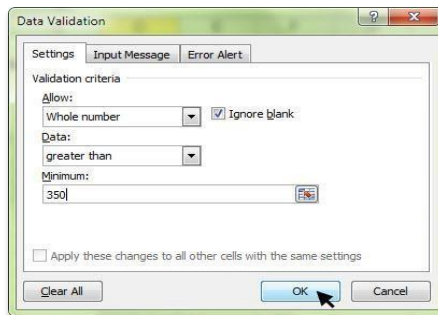 Data Validation
Settings
Input Message
Error Alert
Validation criteria
Allow:
Whole number
Ignore blank
Data:
greater than
Minimum:
350
Apply these changes to all other cells with the same settings
Clear All
OK
Cancel